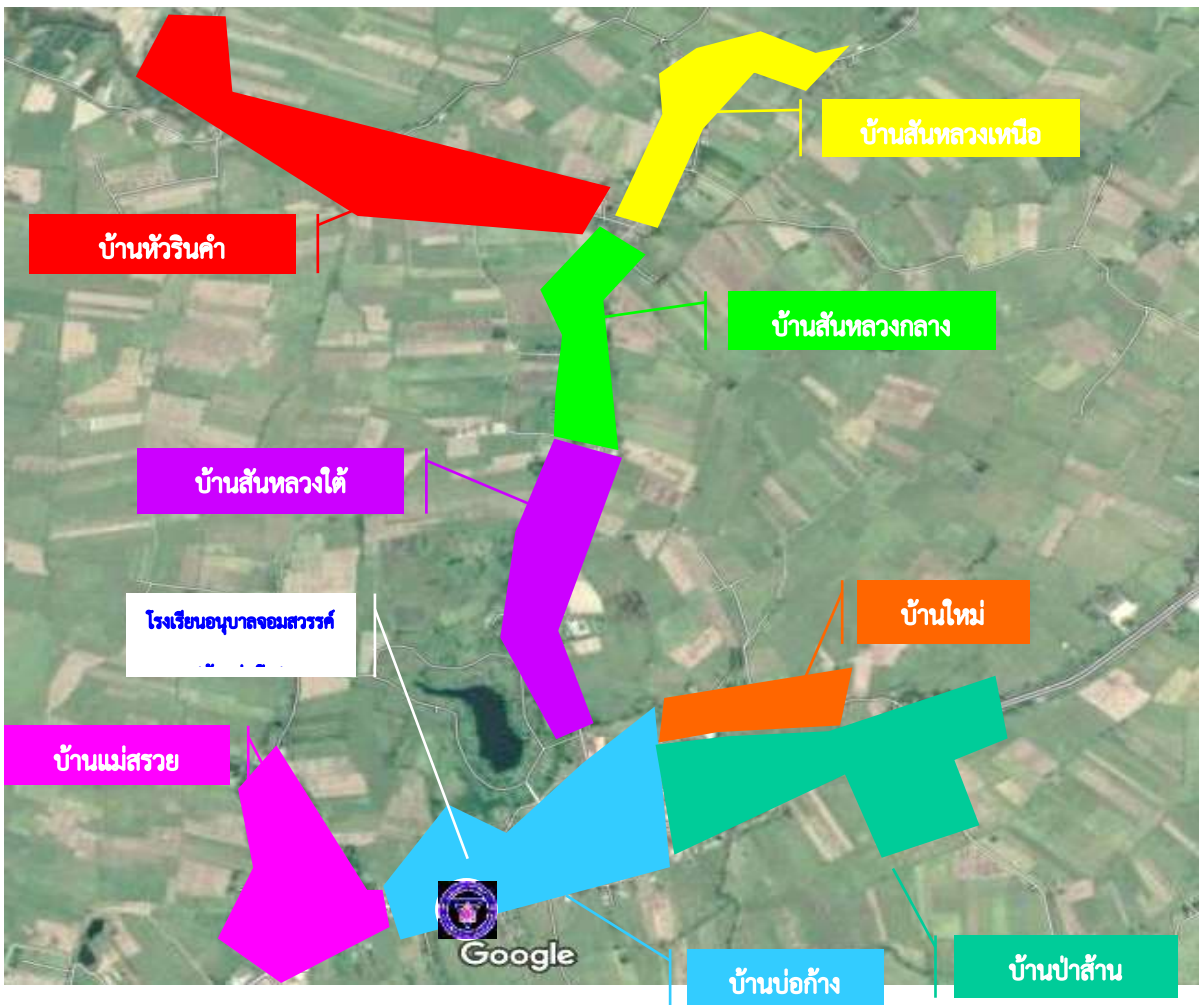 บ้านสันหลวงเหนือ
บ้านหัวรินคำ
บ้านสันหลวงกลาง
บ้านสันหลวงใต้
บ้านใหม่
โรงเรียนอนุบาลจอมสวรรค์
บ้านแม่สรวย
Google
บ้านบ่อก้าง
บ้านป่าส้าน